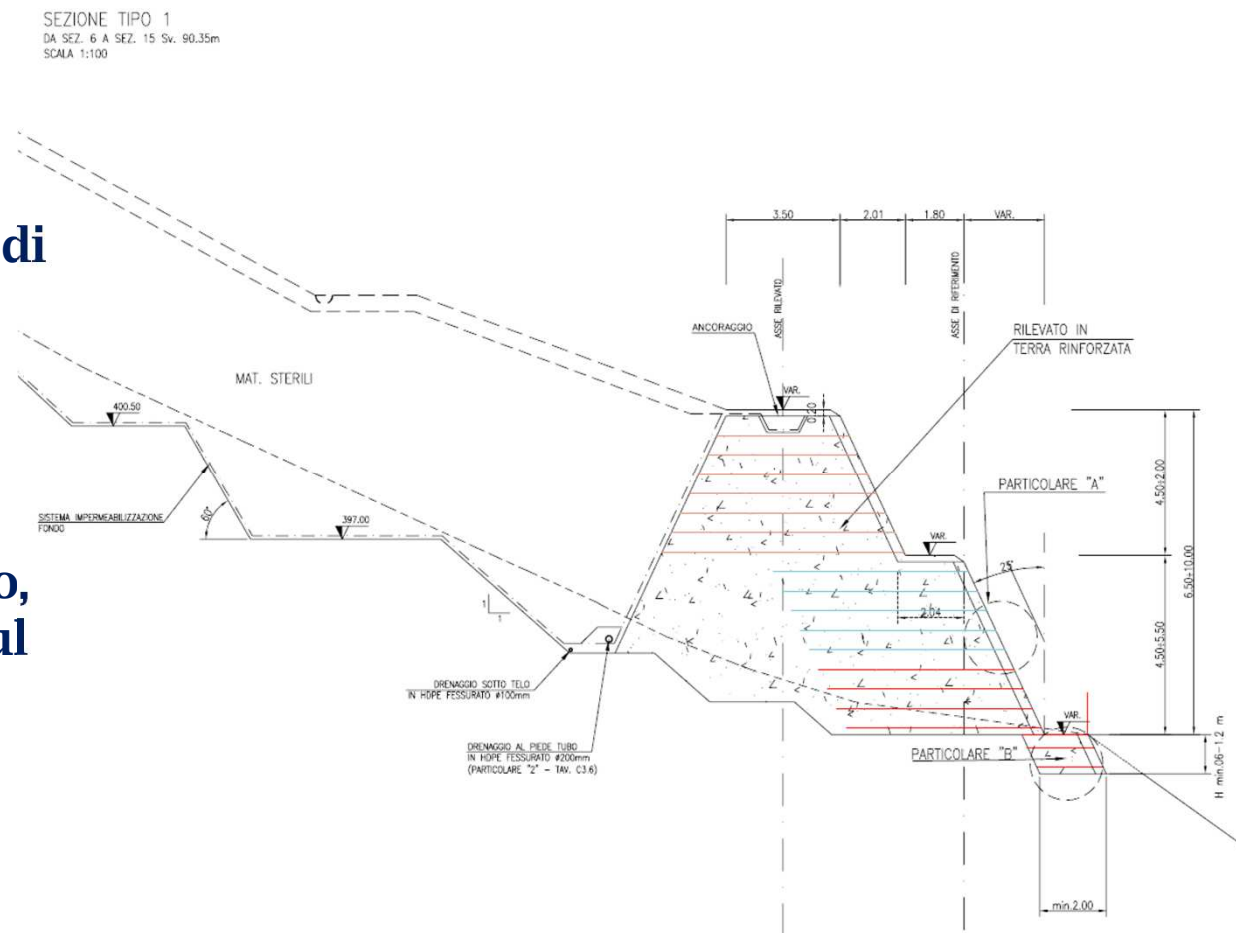 SEZIONE TIPO 1
DA SEZ. 6 A SEZ. 15 Sv. 90.35m
SCALA 1:100
di
o,
ul
3.50
2.01
1.80
VAR.
ASSE RILEVATO
ASSE DI RIFERIMENTO
ANCORAGGIO
RILEVATO IN
TERRA RINFORZATA
MAT. STERILI
VAR.
0.20
400.50
PARTICOLARE "A"
4.50÷2.00
SISTEMA IMPERMEABILIZZAZIONE
FONDO
60°
397.00
VAR.
25°
6.50÷10.00
1
1
2.04
4.50÷5.50
DRENAGGIO SOTTO TELO
IN HDPE FESSURATO ø100mm
VAR.
DRENAGGIO AL PIEDE TUBO
IN HDPE FESSURATO ø200mm
(PARTICOLARE "2" - TAV. C3.6)
PARTICOLARE "B"
H min.06-1.2 m
min.2.00